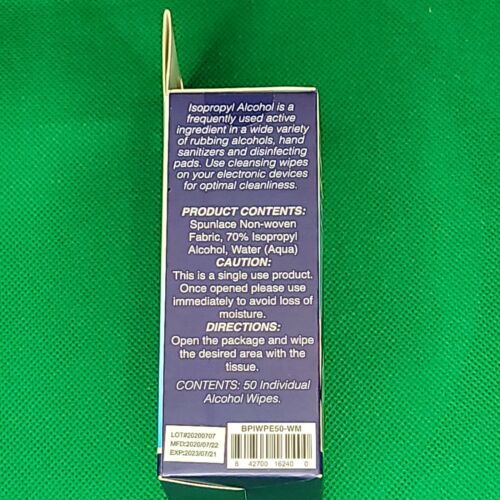 Isopropyl Alcohol is a
frequently used active
ingredient in a wide variety
of rubbing alcohols, hand
sanitizers and disinfecting
pads. Use cleansing wipes
on your electronic devices
for optimal cleanliness.
PRODUCT CONTENTS:
Spunlace Non-woven
Fabric, 70% Isopropyl
Alcohol, Water (Aqua)
CAUTION:
This is a single use product.
Once opened please use
immediately to avoid loss of
moisture.
DIRECTIONS:
Open the package and wipe
the desired area with the
tissue.
CONTENTS: 50 Individual
Alcohol Wipes.
LOT#20200707
MFD:2020/07/22
EXP:2023/07/21
BPIWPE50-WM
8 42700 16240 0